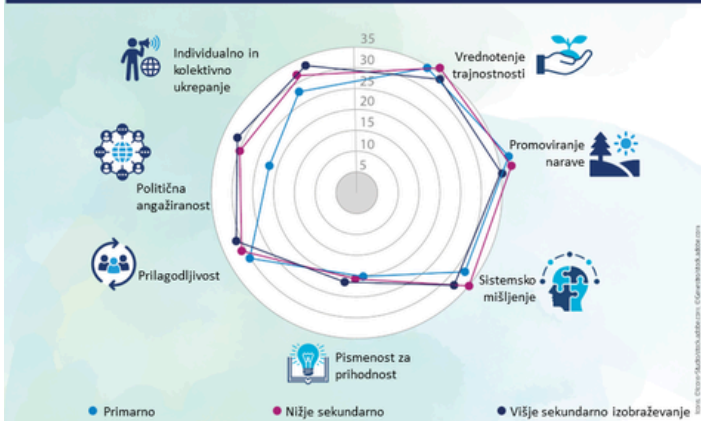 35
30
25
20
15
10
5
Individualno in
kolektivno
ukrepanje
Vrednotenje
trajnostnosti
Promoviranje
narave
Politična
angažiranost
Prilagodljivost
Sistemsko
mišljenje
Pismenost za
prihodnost
Primarno
Nižje sekundarno
Višje sekundarno izobraževanje